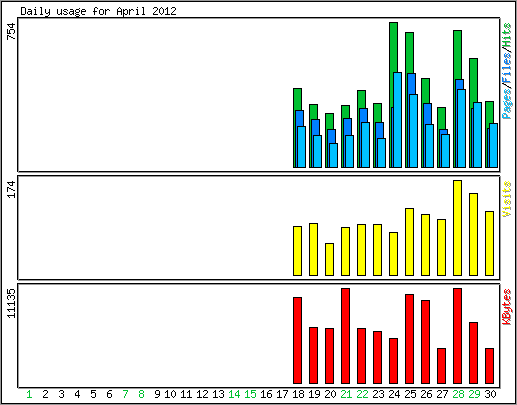 Daily usage for April 2012
754
Pages/Files/Hits
174
Visits
11135
KBytes
1 2 3 4 5 6 7 8 9 10 11 12 13 14 15 16 17 18 19 20 21 22 23 24 25 26 27 28 29 30